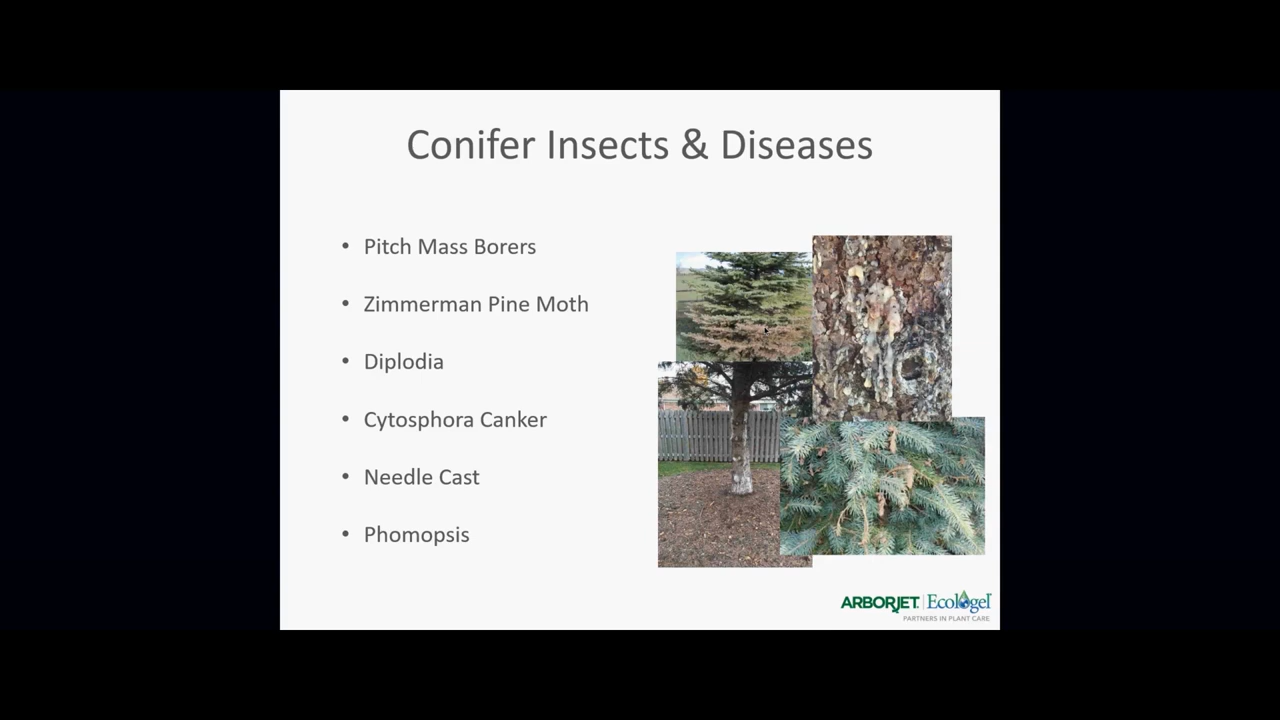 Conifer Insects & Diseases
• Pitch Mass Borers
• Zimmerman Pine Moth
• Diplodia
• Cytosphora Canker
• Needle Cast
• Phomopsis
ARBORJET | Ecologel
PARTNERS IN PLANT CARE